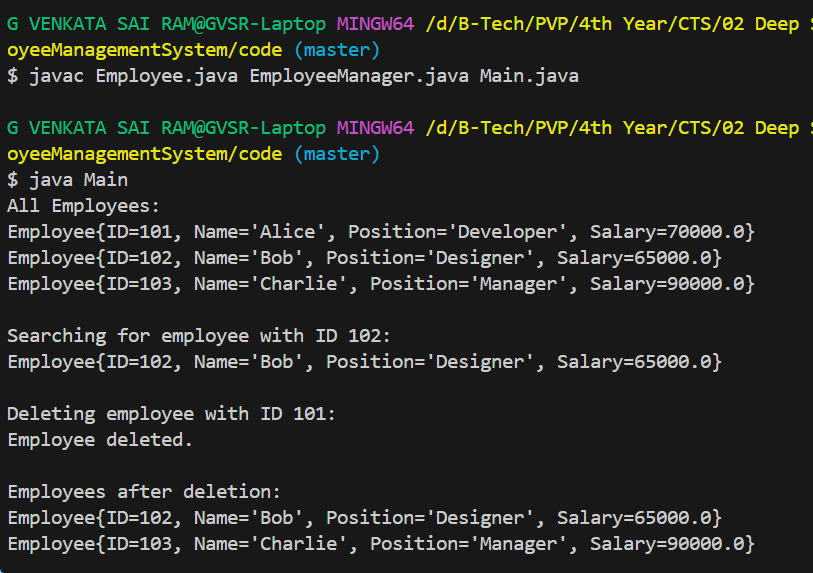 G VENKATA SAI RAM@GVSR-Laptop MINGW64 /d/B-Tech/PVP/4th Year/CTS/02 Deep S
oyeeManagementSystem/code (master)
$ javac Employee.java EmployeeManager.java Main.java
G VENKATA SAI RAM@GVSR-Laptop MINGW64 /d/B-Tech/PVP/4th Year/CTS/02 Deep S
oyeeManagementSystem/code (master)
$ java Main
All Employees:
Employee{ID=101, Name='Alice', Position='Developer', Salary=70000.0}
Employee{ID=102, Name='Bob', Position='Designer', Salary=65000.0}
Employee{ID=103, Name='Charlie', Position='Manager', Salary=90000.0}
Searching for employee with ID 102:
Employee{ID=102, Name='Bob', Position='Designer', Salary=65000.0}
Deleting employee with ID 101:
Employee deleted.
Employees after deletion:
Employee{ID=102, Name='Bob', Position='Designer', Salary=65000.0}
Employee{ID=103, Name='Charlie', Position='Manager', Salary=90000.0}